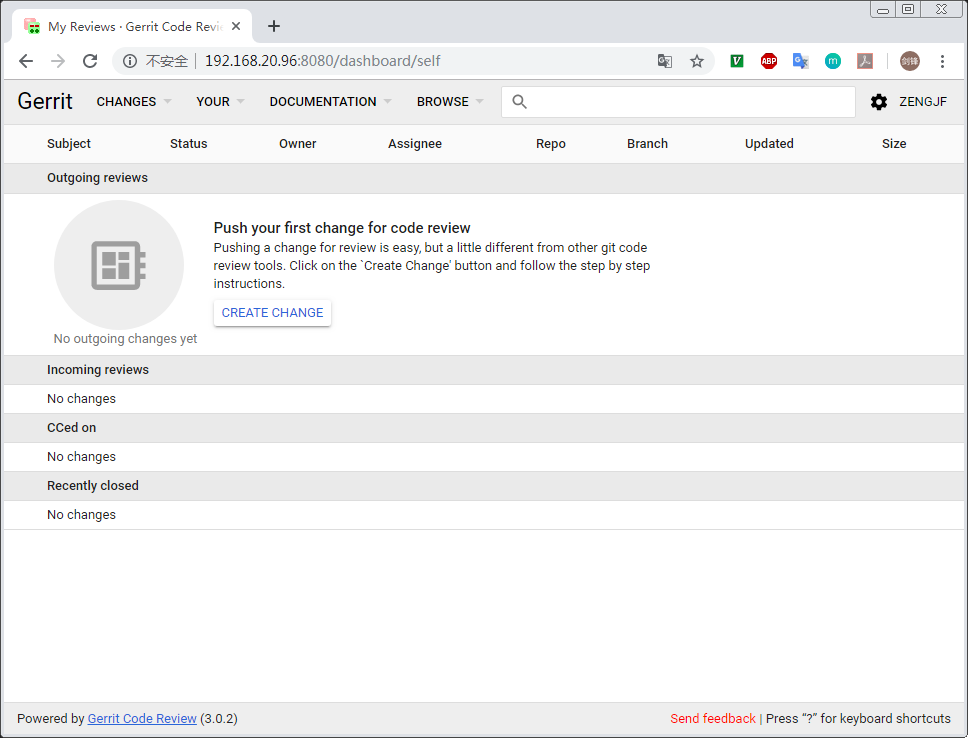 My Reviews · Gerrit Code Revi
不安全 | 192.168.20.96:8080/dashboard/self
V ABP m 剑锋
Gerrit CHANGES YOUR DOCUMENTATION BROWSE ZENGJF
Subject Status Owner Assignee Repo Branch Updated Size
Outgoing reviews
Push your first change for code review
Pushing a change for review is easy, but a little different from other git code
review tools. Click on the `Create Change' button and follow the step by step
instructions.
CREATE CHANGE
No outgoing changes yet
Incoming reviews
No changes
CCed on
No changes
Recently closed
No changes
Powered by Gerrit Code Review (3.0.2)
Send feedback | Press “?” for keyboard shortcuts